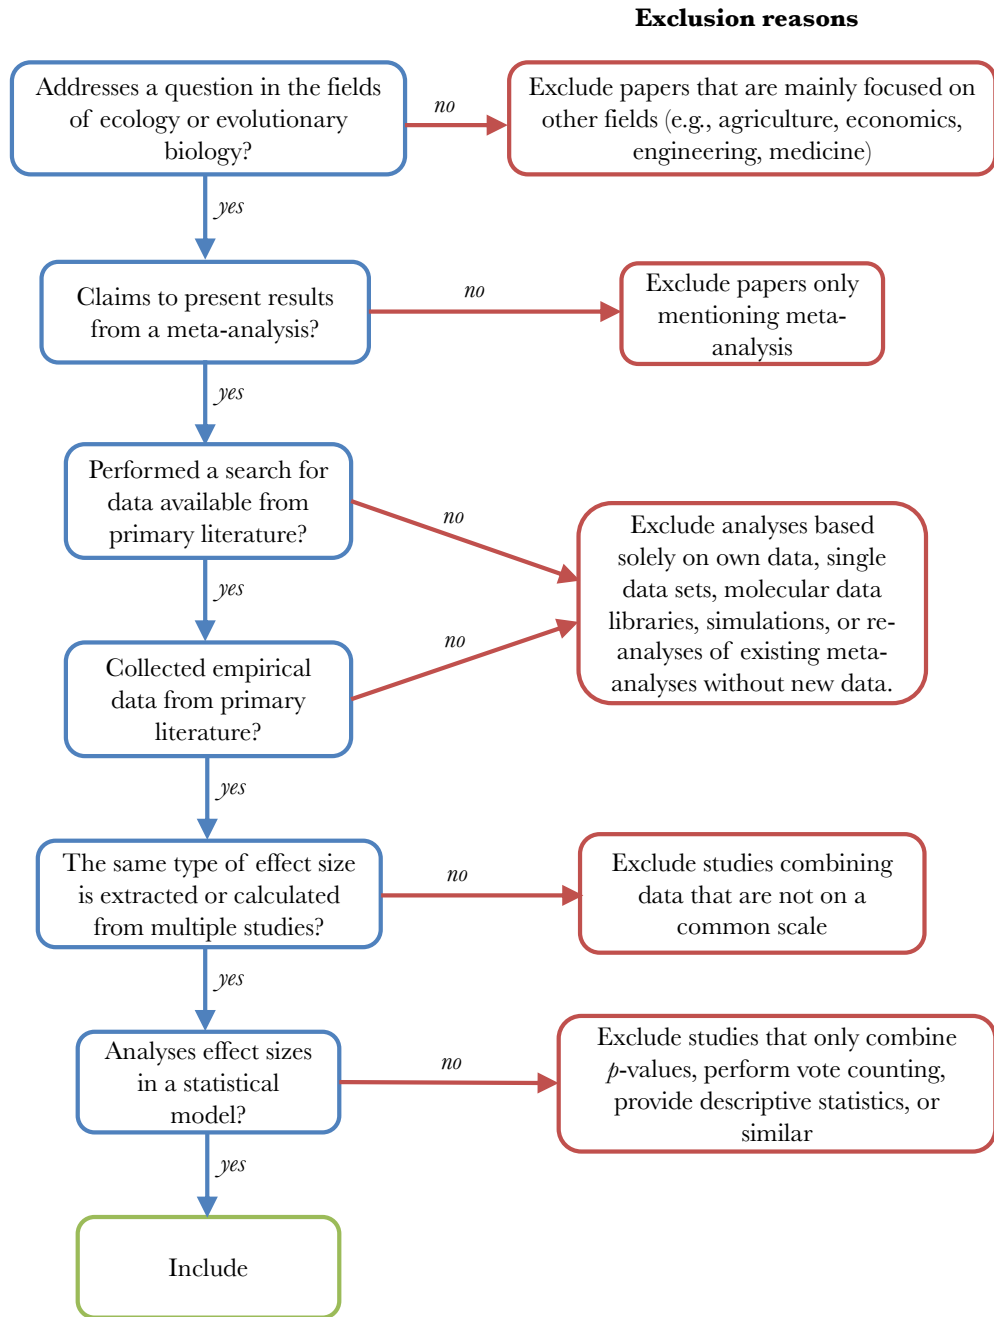 Exclusion reasons
Addresses a question in the fields
of ecology or evolutionary
biology?
no
Exclude papers that are mainly focused on
other fields (e.g., agriculture, economics,
engineering, medicine)
yes
Claims to present results
from a meta-analysis?
no
Exclude papers only
mentioning meta-
analysis
yes
Performed a search for
data available from
primary literature?
no
Exclude analyses based
solely on own data, single
data sets, molecular data
libraries, simulations, or re-
analyses of existing meta-
analyses without new data.
yes
Collected empirical
data from primary
literature?
no
yes
The same type of effect size
is extracted or calculated
from multiple studies?
no
Exclude studies combining
data that are not on a
common scale
yes
Analyses effect sizes
in a statistical
model?
no
Exclude studies that only combine
p-values, perform vote counting,
provide descriptive statistics, or
similar
yes
Include